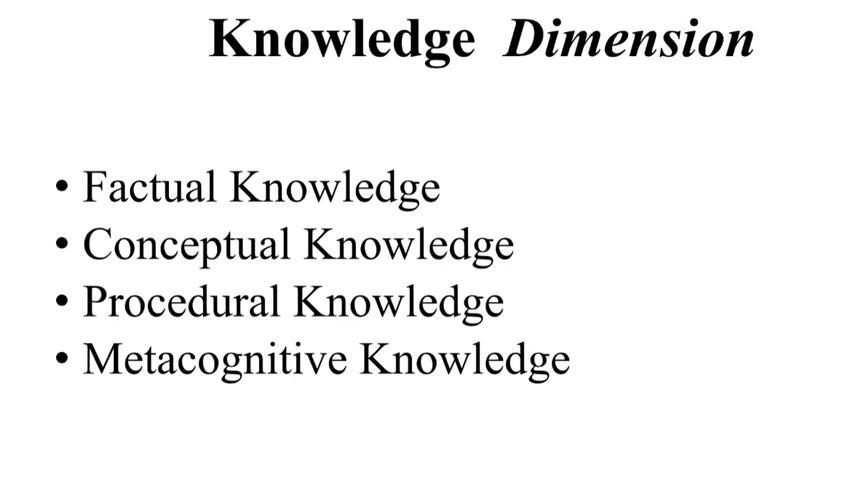 Knowledge Dimension
• Factual Knowledge
• Conceptual Knowledge
• Procedural Knowledge
• Metacognitive Knowledge